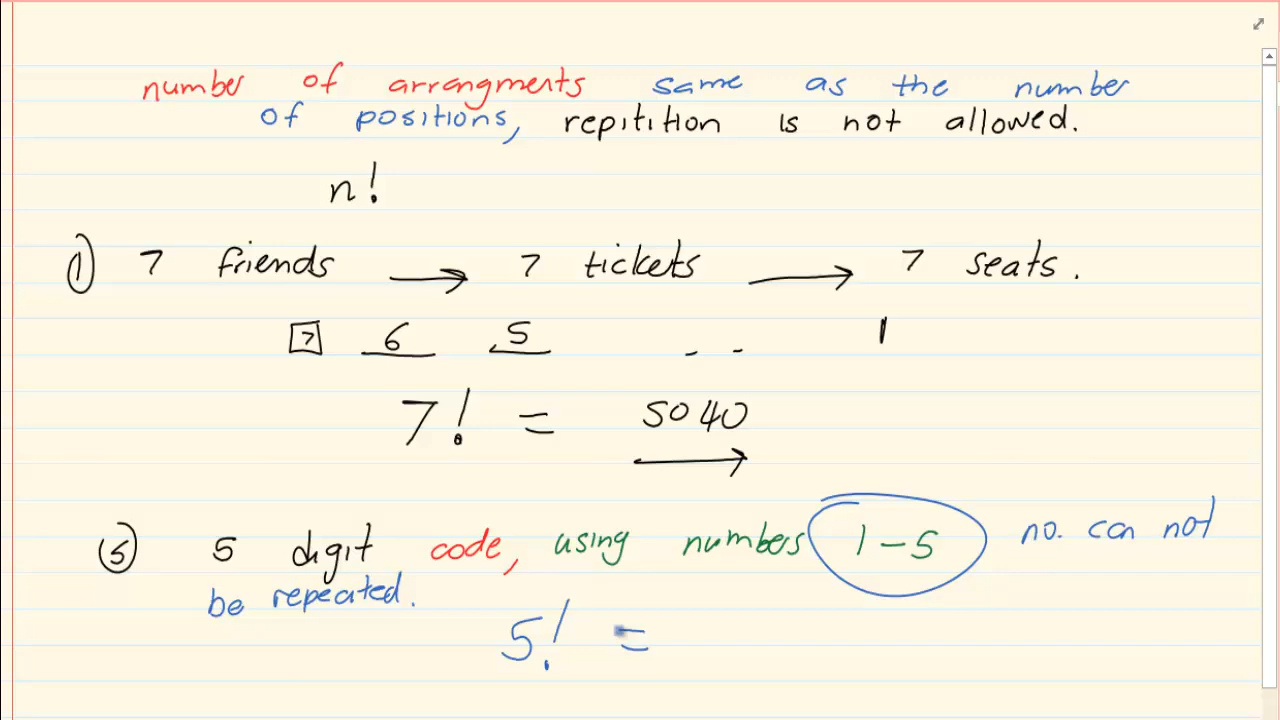 number of arrangments same as the number
of positions, repitition is not allowed.
n!
① 7 friends → 7 tickets → 7 seats.
7 6 5 - - 1
7! = 5040
⑤ 5 digit code, using numbers 1-5 no. can not
be repeated.
5! =